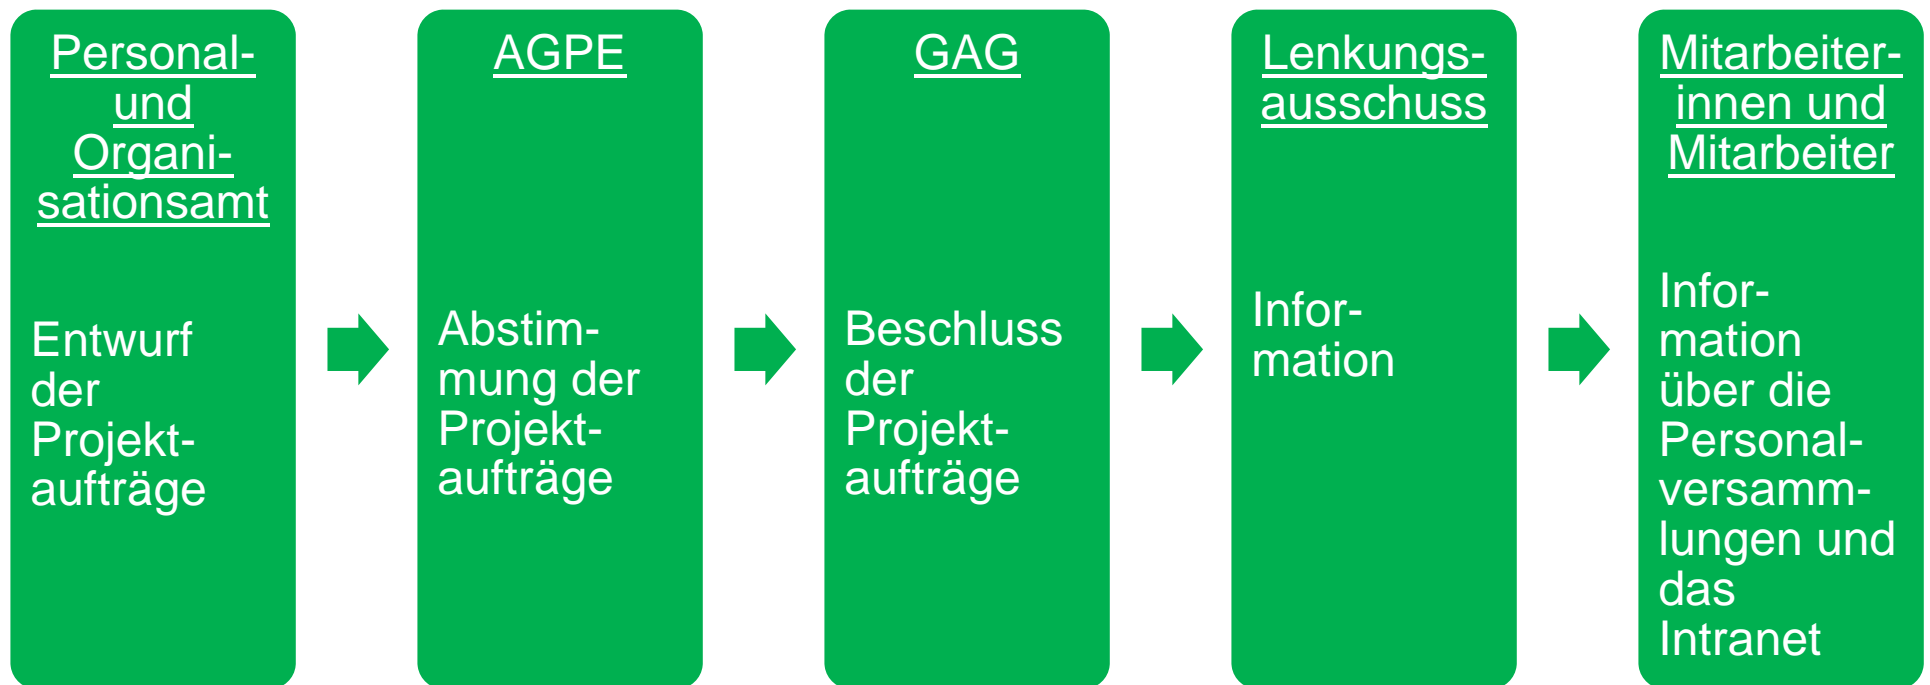 Personal-
und
Organi-
sationsamt
Entwurf
der
Projekt-
aufträge
AGPE
Abstim-
mung der
Projekt-
aufträge
GAG
Beschluss
der
Projekt-
aufträge
Lenkungs-
ausschuss
Infor-
mation
Mitarbeiter-
innen und
Mitarbeiter
Infor-
mation
über die
Personal-
versamm-
lungen und
das
Intranet